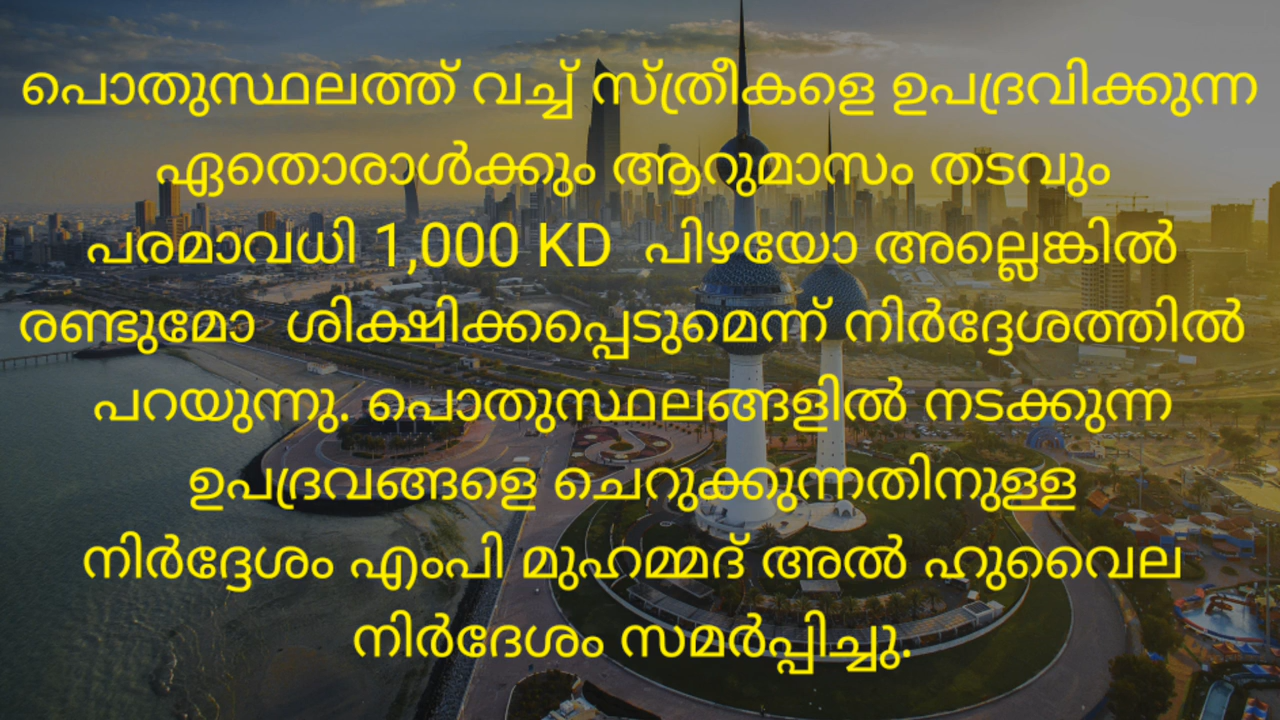 പൊതുസ്ഥലത്ത് വച്ച് സ്ത്രീകളെ ഉപദ്രവിക്കുന്ന
ഏതൊരാൾക്കും ആറുമാസം തടവും
പരമാവധി 1,000 KD പിഴയോ അല്ലെങ്കിൽ
രണ്ടുമോ ശിക്ഷിക്കപ്പെടുമെന്ന് നിർദ്ദേശത്തിൽ
പറയുന്നു. പൊതുസ്ഥലങ്ങളിൽ നടക്കുന്ന
ഉപദ്രവങ്ങളെ ചെറുക്കുന്നതിനുള്ള
നിർദ്ദേശം എംപി മുഹമ്മദ് അൽ ഹുവൈല
നിർദേശം സമർപ്പിച്ചു.